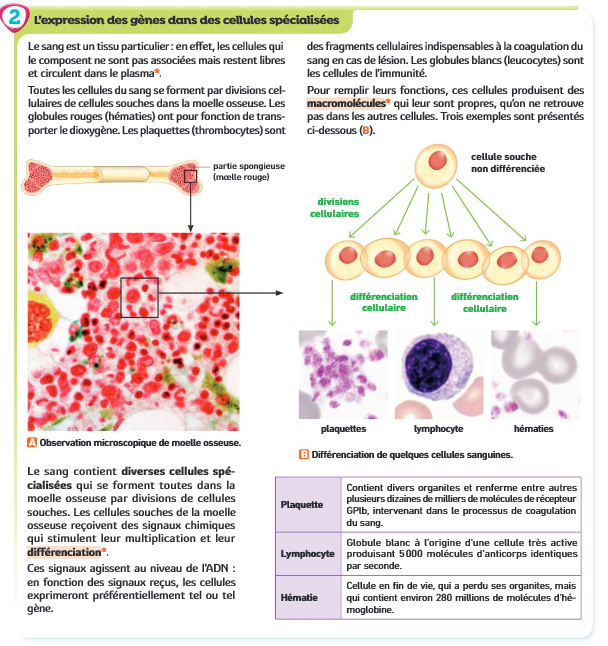 2 L'expression des gènes dans des cellules spécialisées
Le sang est un tissu particulier : en effet, les cellules qui
le composent ne sont pas associées mais restent libres
et circulent dans le plasma*.
Toutes les cellules du sang se forment par divisions cel-
lulaires de cellules souches dans la moelle osseuse. Les
globules rouges (hématies) ont pour fonction de trans-
porter le dioxygène. Les plaquettes (thrombocytes) sont
des fragments cellulaires indispensables à la coagulation du
sang en cas de lésion. Les globules blancs (leucocytes) sont
les cellules de l'immunité.
Pour remplir leurs fonctions, ces cellules produisent des
macromolécules* qui leur sont propres, qu'on ne retrouve
pas dans les autres cellules. Trois exemples sont présentés
ci-dessous (B).
partie spongieuse
(mœlle rouge)
A Observation microscopique de moelle osseuse.
cellule souche
non différenciée
divisions
cellulaires
différenciation
cellulaire
différenciation
cellulaire
plaquettes
lymphocyte
hématies
B Différenciation de quelques cellules sanguines.
Le sang contient diverses cellules spé-
cialisées qui se forment toutes dans la
moelle osseuse par divisions de cellules
souches. Les cellules souches de la moelle
osseuse reçoivent des signaux chimiques
qui stimulent leur multiplication et leur
différenciation*.
Ces signaux agissent au niveau de l'ADN :
en fonction des signaux reçus, les cellules
exprimeront préférentiellement tel ou tel
gène.
Plaquette
Contient divers organites et renferme entre autres
plusieurs dizaines de milliers de molécules de récepteur
GPIb, intervenant dans le processus de coagulation
du sang.
Lymphocyte
Globule blanc à l'origine d'une cellule très active
produisant 5 000 molécules d'anticorps identiques
par seconde.
Hématie
Cellule en fin de vie, qui a perdu ses organites, mais
qui contient environ 280 millions de molécules d'hé-
moglobine.